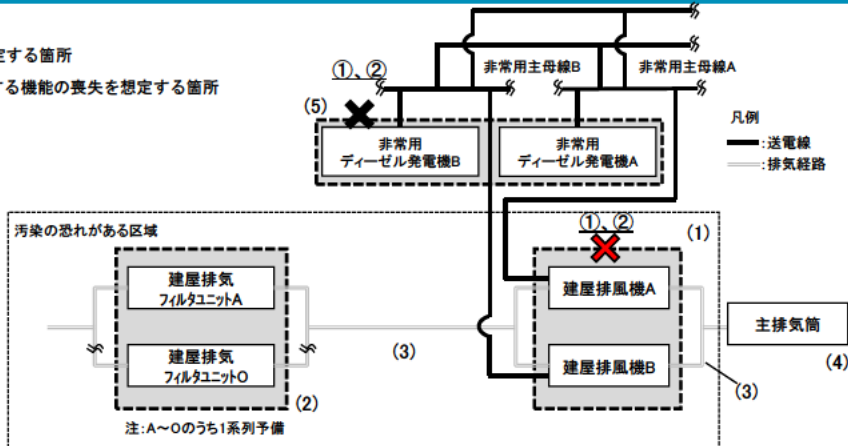 定する箇所
する機能の喪失を想定する箇所
①、②
非常用主母線B
非常用主母線A
(5)
非常用
ディーゼル発電機B
非常用
ディーゼル発電機A
凡例
:送電線
:排気経路
汚染の恐れがある区域
①、②
(1)
建屋排気
フィルタユニットA
建屋排風機A
主排気筒
(3)
建屋排気
フィルタユニットO
建屋排風機B
(4)
(3)
(2)
注:A~Oのうち1系列予備